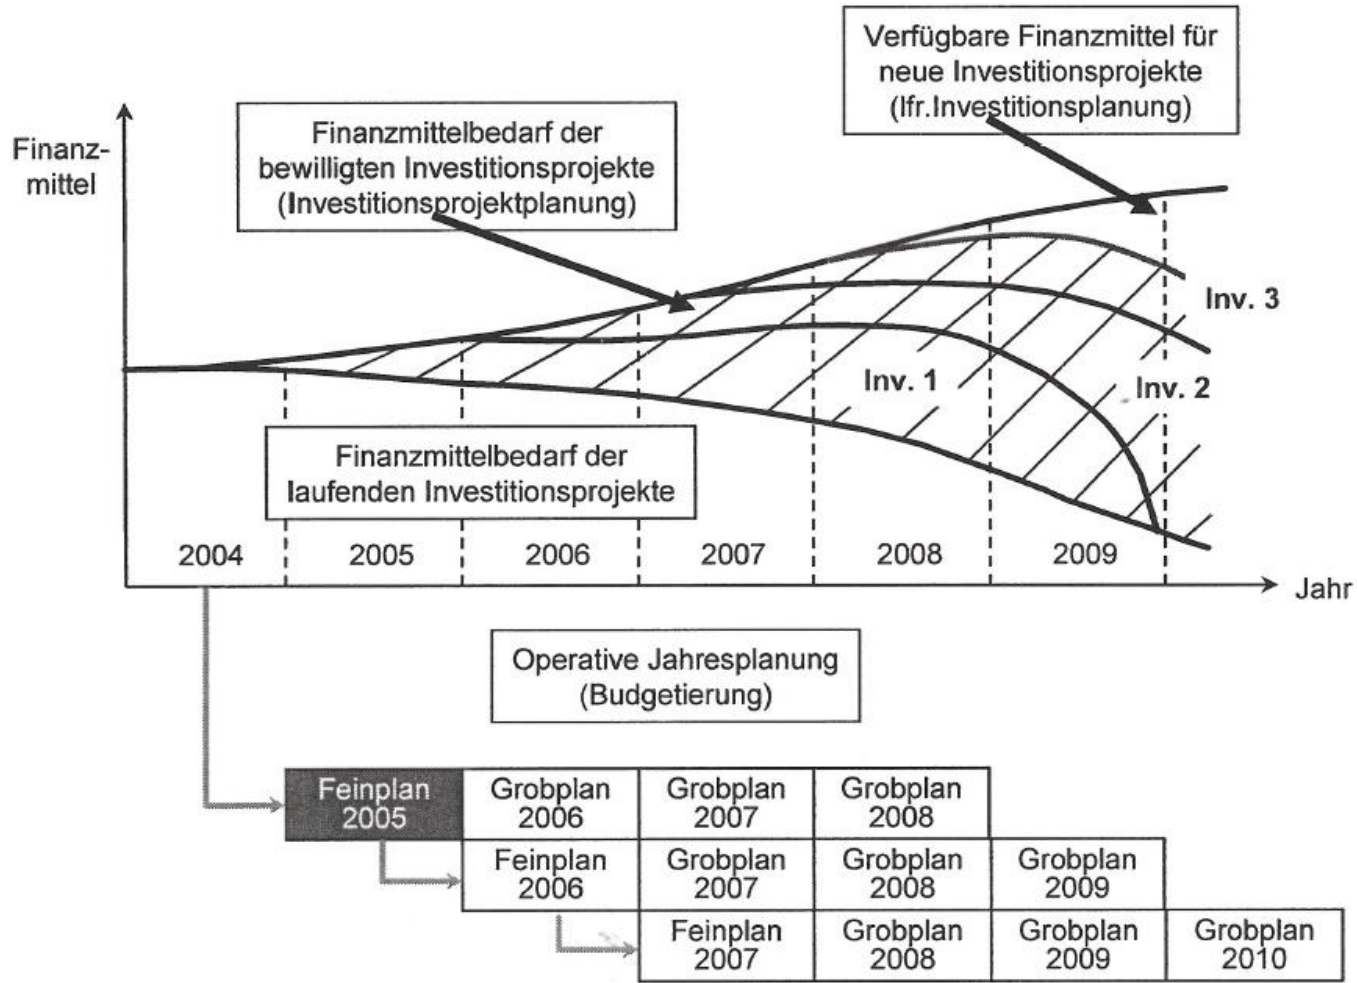 Verfügbare Finanzmittel für
neue Investitionsprojekte
(lfr.Investitionsplanung)
Finanzmittelbedarf der
bewilligten Investitionsprojekte
(Investitionsprojektplanung)
Finanz-
mittel
Inv. 3
Inv. 1
Inv. 2
Finanzmittelbedarf der
laufenden Investitionsprojekte
2004 2005 2006 2007 2008 2009
Jahr
Operative Jahresplanung
(Budgetierung)
Feinplan Grobplan Grobplan Grobplan
2005 2006 2007 2008
Feinplan Grobplan Grobplan Grobplan
2006 2007 2008 2009
Feinplan Grobplan Grobplan Grobplan
2007 2008 2009 2010